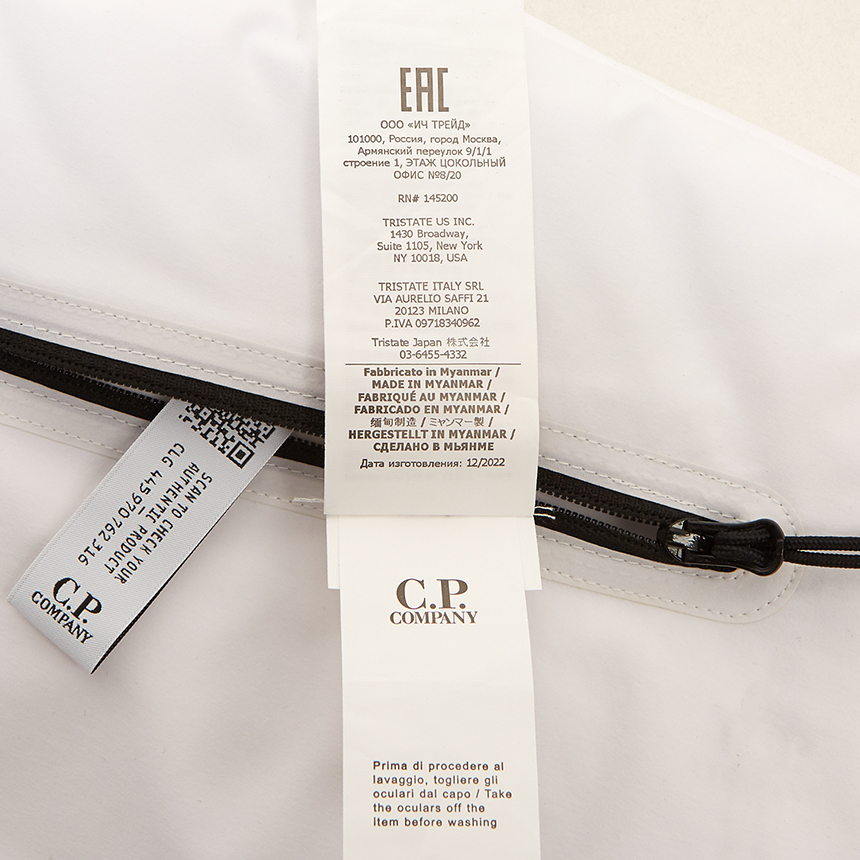 EAC
ООО «ИЧ ТРЕЙД»
101000, Россия, город Москва,
Армянский переулок 9/1/1
строение 1, ЭТАЖ ЦОКОЛЬНЫЙ
ОФИС №8/20
RN# 145200
TRISTATE US INC.
1430 Broadway,
Suite 1105, New York
NY 10018, USA
TRISTATE ITALY SRL
VIA AURELIO SAFFI 21
20123 MILANO
P.IVA 09718340962
Tristate Japan 株式会社
03-6455-4332
Fabbricato in Myanmar /
MADE IN MYANMAR /
FABRIQUÉ AU MYANMAR /
FABRICADO EN MYANMAR /
缅甸制造 / ミャンマー製 /
HERGESTELLT IN MYANMAR /
СДЕЛАНО В МЬЯНМЕ
Дата изготовления: 12/2022
SCAN TO CHECK YOUR
AUTHENTIC PRODUCT
CLG 445970762316
C.P.
COMPANY
C.P.
COMPANY
Prima di procedere al
lavaggio, togliere gli
oculari dal capo / Take
the oculars off the
item before washing